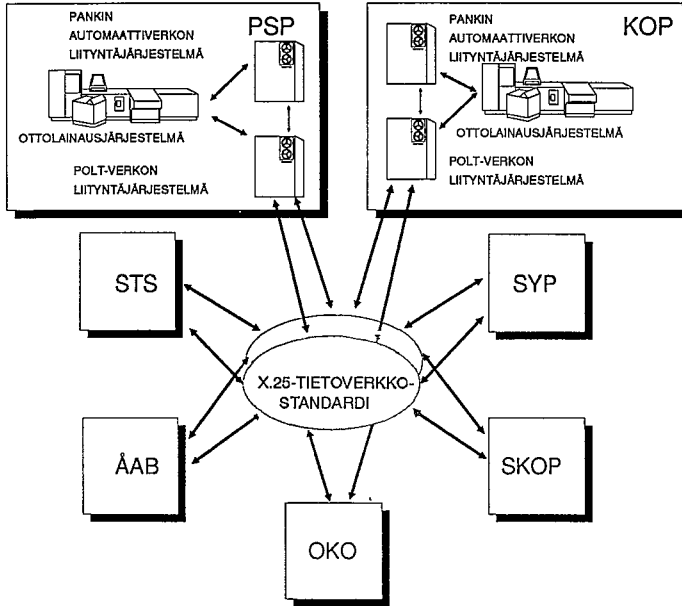 PANKIN
AUTOMAATTIVERKON
LIITYNTÄJÄRJESTELMÄ
PSP
OTTOLAINAUSJÄRJESTELMÄ
POLT-VERKON
LIITYNTÄJÄRJESTELMÄ
PANKIN
AUTOMAATTIVERKON
LIITYNTÄJÄRJESTELMÄ
KOP
OTTOLAINAUSJÄRJESTELMÄ
POLT-VERKON
LIITYNTÄJÄRJESTELMÄ
STS
SYP
X.25-TIETOVERKKO-
STANDARDI
ÅAB
SKOP
OKO